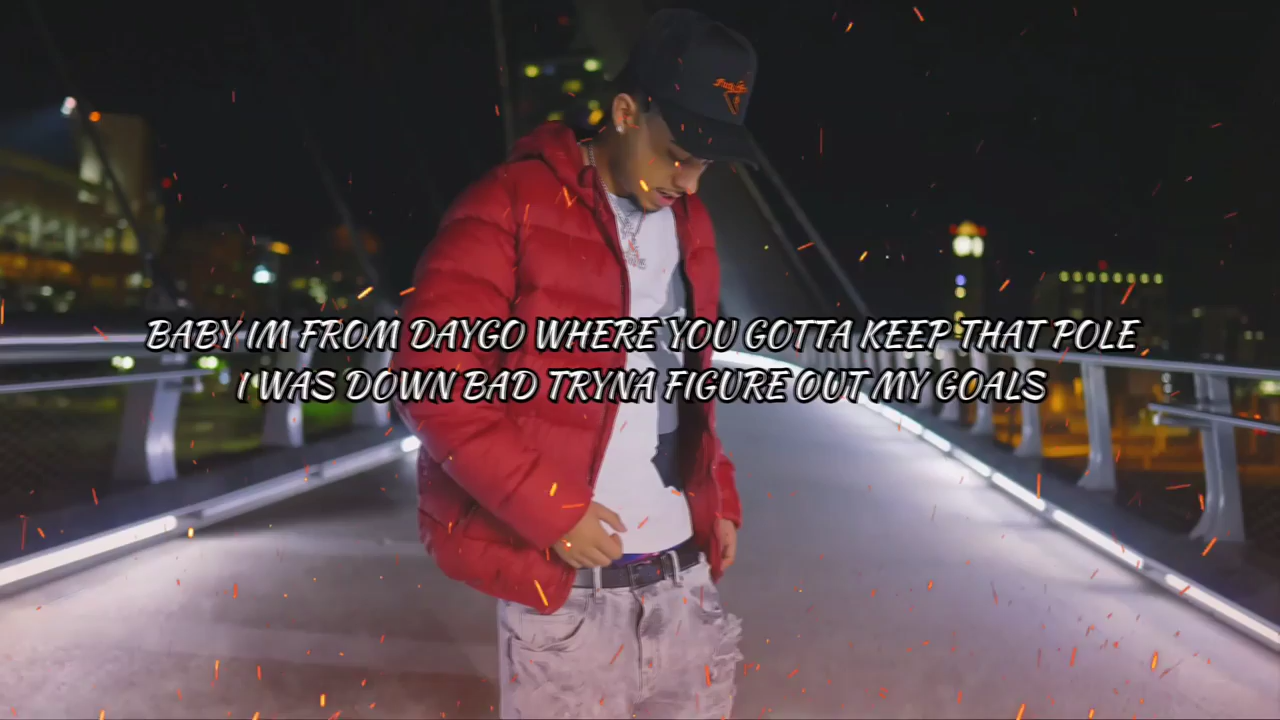 BABY IM FROM DAYGO WHERE YOU GOTTA KEEP THAT POLE
I WAS DOWN BAD TRYNA FIGURE OUT MY GOALS